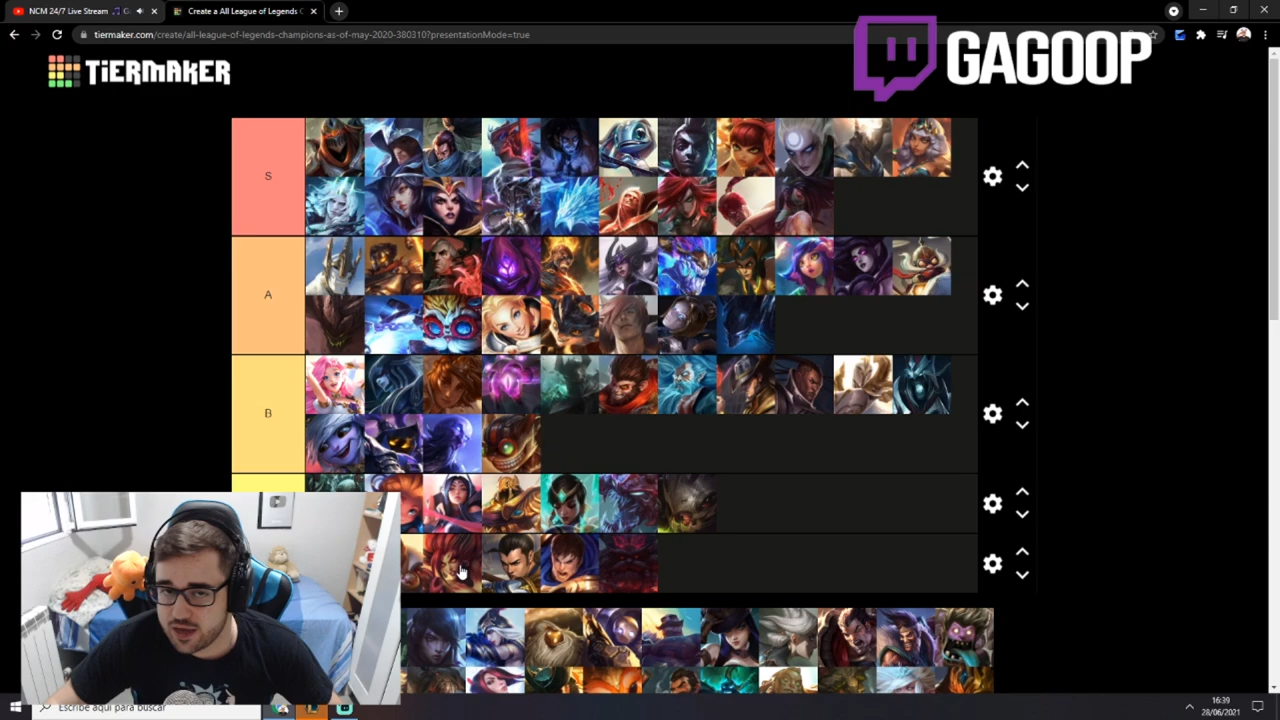 NCM 24/7 Live Stream
Create a All League of Legends C
tiermaker.com/create/all-league-of-legends-champions-as-of-may-2020-380310?presentationMode=true
TiERMAKER
GAGOOP
S
A
B
Escribe aquí para buscar
16:39
28/06/2021